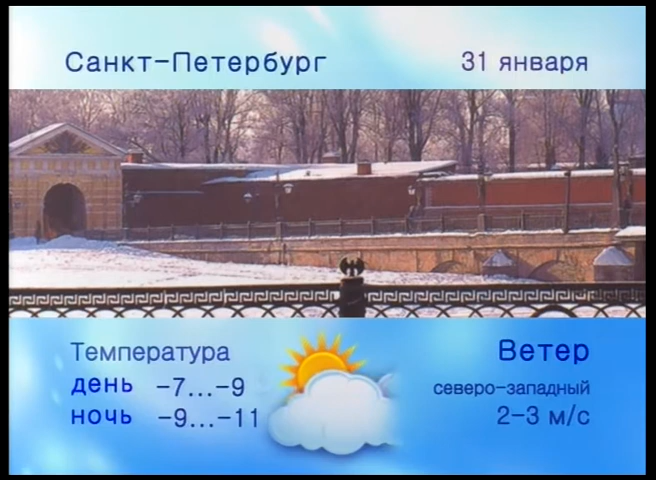 Санкт-Петербург
31 января
Температура
день -7...-9
ночь -9...-11
Ветер
северо-западный
2-3 м/с